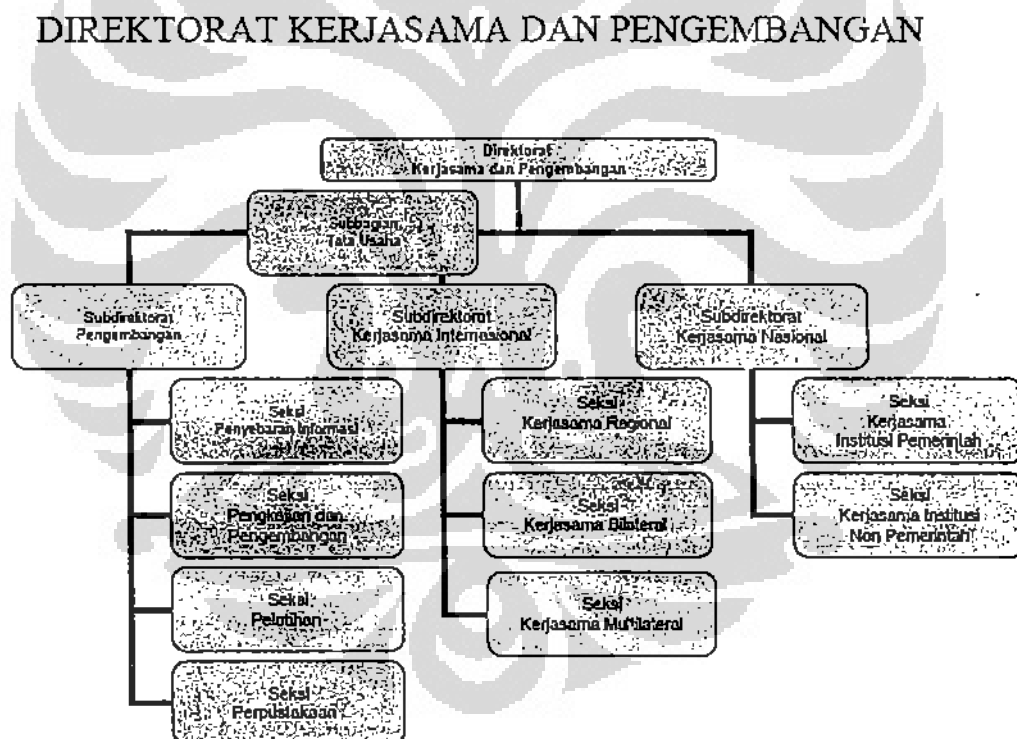 DIREKTORAT KERJASAMA DAN PENGEMBANGAN
Direktorat
Kerjasama dan Pengembangan
Subbagian
Tata Usaha
Subdirektorat
Pengembangan
Subdirektorat
Kerjasama Internasional
Subdirektorat
Kerjasama Nasional
Seksi
Penyebaran Informasi
Seksi
Pengkajian dan
Pengembangan
Seksi
Pelatihan
Seksi
Perpustakaan
Seksi
Kerjasama Regional
Seksi
Kerjasama Bilateral
Seksi
Kerjasama Multilateral
Seksi
Kerjasama
Institusi Pemerintah
Seksi
Kerjasama Institusi
Non Pemerintah